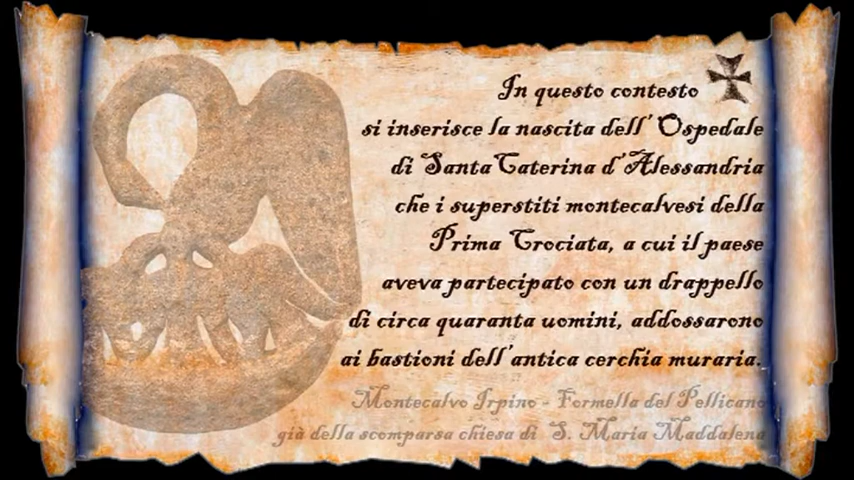 In questo contesto
si inserisce la nascita dell'Ospedale
di Santa Caterina d'Alessandria
che i superstiti montecalvesi della
Prima Crociata, a cui il paese
aveva partecipato con un drappello
di circa quaranta uomini, addossarono
ai bastioni dell'antica cerchia muraria.
Montecalvo Irpino - Formella del Pellicano
già della scomparsa chiesa di S. Maria Maddalena